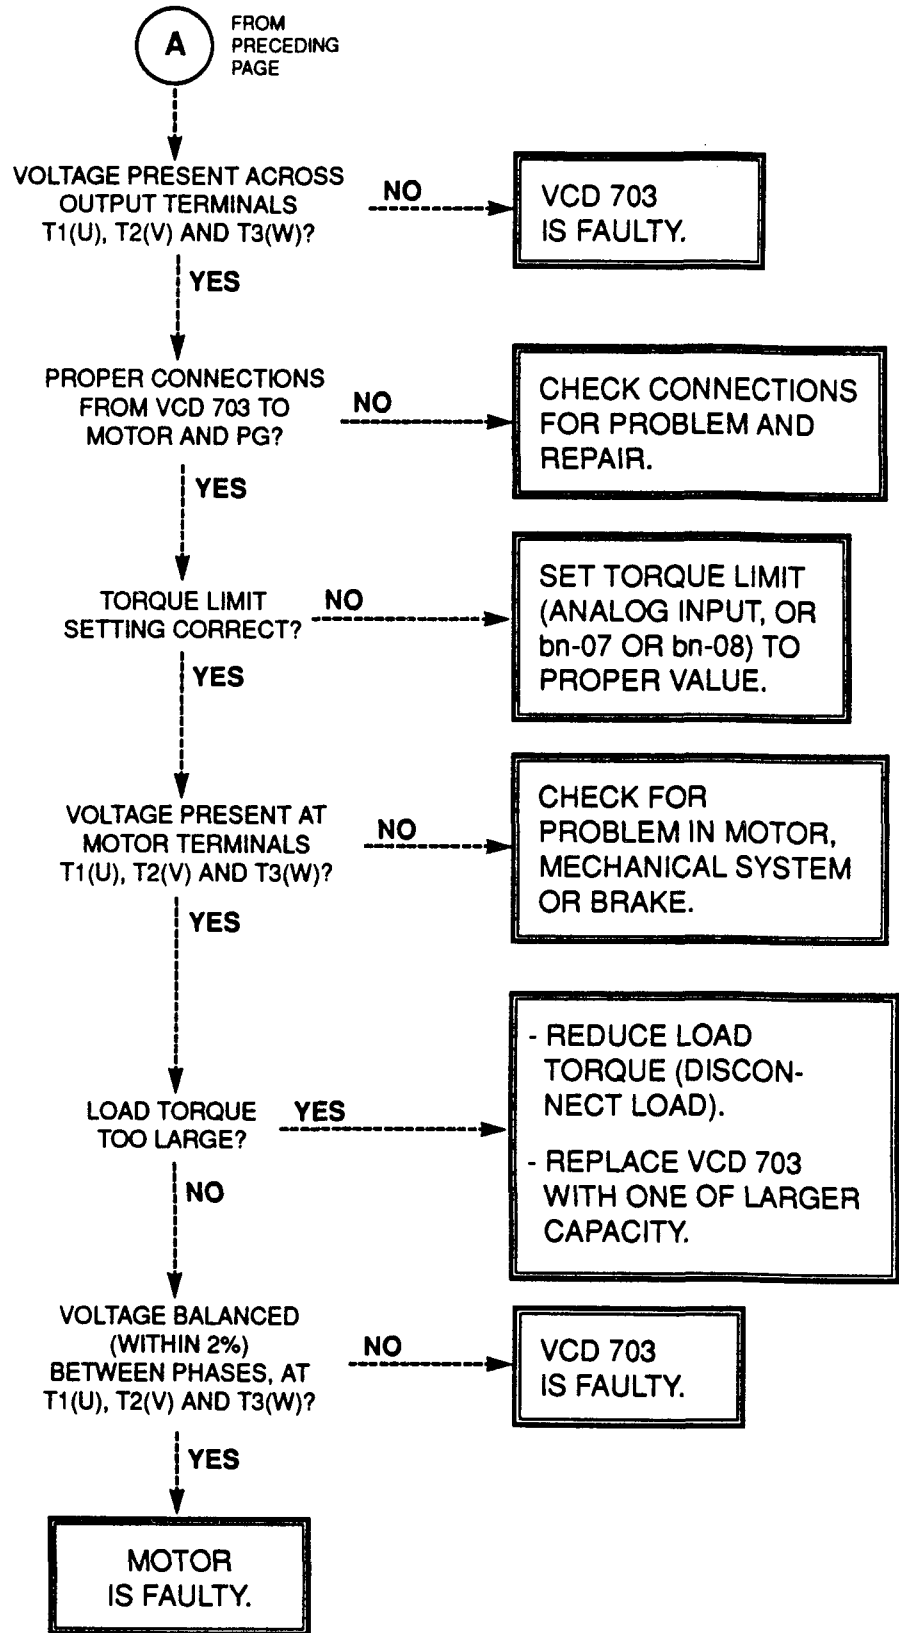 A
FROM
PRECEDING
PAGE
VOLTAGE PRESENT ACROSS
OUTPUT TERMINALS
T1(U), T2(V) AND T3(W)?
NO
VCD 703
IS FAULTY.
YES
PROPER CONNECTIONS
FROM VCD 703 TO
MOTOR AND PG?
NO
CHECK CONNECTIONS
FOR PROBLEM AND
REPAIR.
YES
TORQUE LIMIT
SETTING CORRECT?
NO
SET TORQUE LIMIT
(ANALOG INPUT, OR
bn-07 OR bn-08) TO
PROPER VALUE.
YES
VOLTAGE PRESENT AT
MOTOR TERMINALS
T1(U), T2(V) AND T3(W)?
NO
CHECK FOR
PROBLEM IN MOTOR,
MECHANICAL SYSTEM
OR BRAKE.
YES
LOAD TORQUE
TOO LARGE?
YES
- REDUCE LOAD
TORQUE (DISCON-
NECT LOAD).
- REPLACE VCD 703
WITH ONE OF LARGER
CAPACITY.
NO
VOLTAGE BALANCED
(WITHIN 2%)
BETWEEN PHASES, AT
T1(U), T2(V) AND T3(W)?
NO
VCD 703
IS FAULTY.
YES
MOTOR
IS FAULTY.